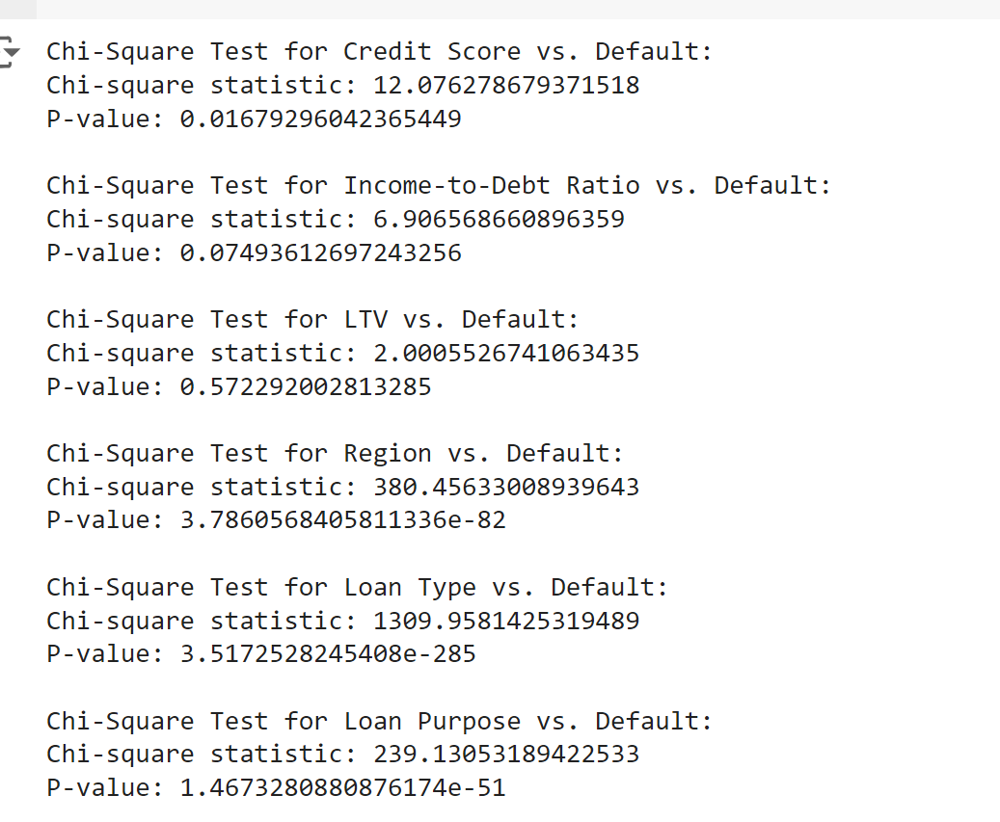 Chi-Square Test for Credit Score vs. Default:
Chi-square statistic: 12.076278679371518
P-value: 0.01679296042365449
Chi-Square Test for Income-to-Debt Ratio vs. Default:
Chi-square statistic: 6.906568660896359
P-value: 0.07493612697243256
Chi-Square Test for LTV vs. Default:
Chi-square statistic: 2.0005526741063435
P-value: 0.572292002813285
Chi-Square Test for Region vs. Default:
Chi-square statistic: 380.45633008939643
P-value: 3.7860568405811336e-82
Chi-Square Test for Loan Type vs. Default:
Chi-square statistic: 1309.9581425319489
P-value: 3.5172528245408e-285
Chi-Square Test for Loan Purpose vs. Default:
Chi-square statistic: 239.13053189422533
P-value: 1.4673280880876174e-51